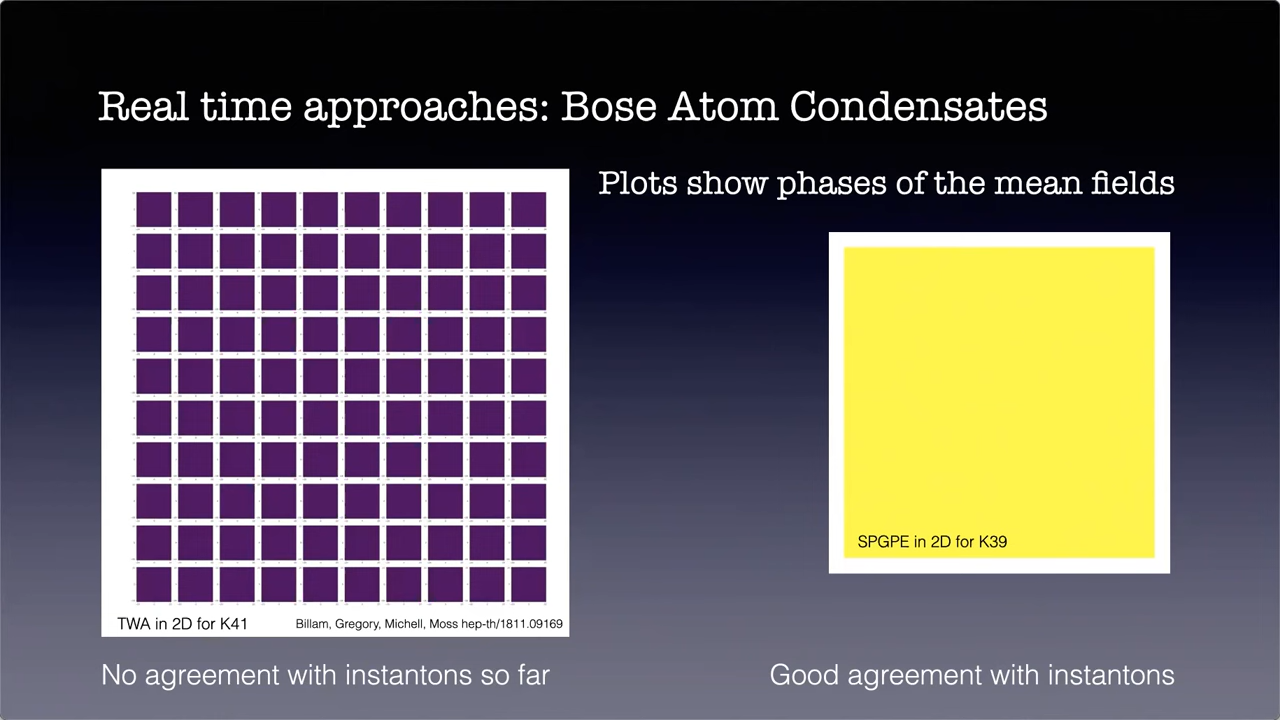 Real time approaches: Bose Atom Condensates
Plots show phases of the mean fields
TWA in 2D for K41
Billam, Gregory, Michell, Moss hep-th/1811.09169
SPGPE in 2D for K39
No agreement with instantons so far
Good agreement with instantons